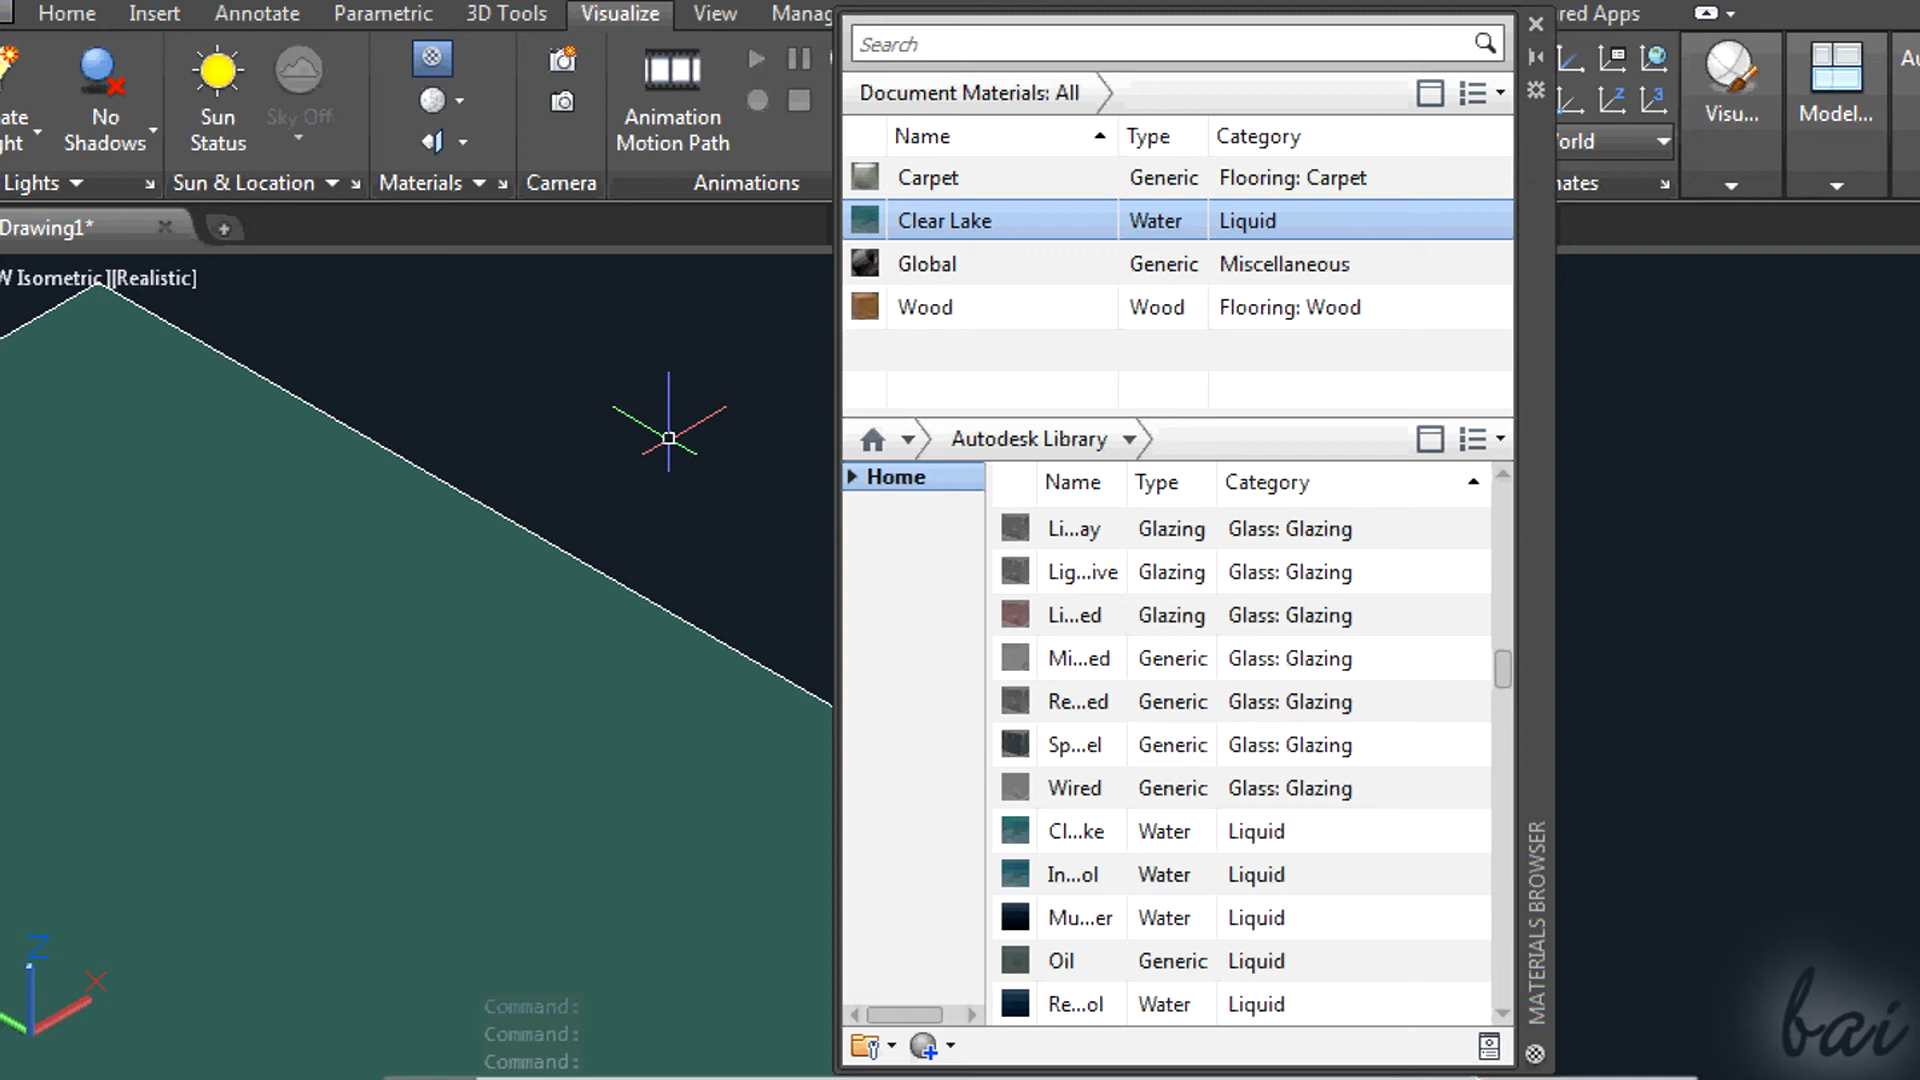 Home Insert Annotate Parametric 3D Tools Visualize View Manag
red Apps
ate
ght
No
Shadows
Sun
Status
Sky Off
Animation
Motion Path
Visu...
Model...
Au
orld
Lights
Sun & Location
Materials
Camera
Animations
nates
Drawing1*
W Isometric][Realistic]
Search
Document Materials: All
Name Type Category
Carpet Generic Flooring: Carpet
Clear Lake Water Liquid
Global Generic Miscellaneous
Wood Wood Flooring: Wood
Autodesk Library
Home
Name Type Category
Li...ay Glazing Glass: Glazing
Lig...ive Glazing Glass: Glazing
Li...ed Glazing Glass: Glazing
Mi...ed Generic Glass: Glazing
Re...ed Generic Glass: Glazing
Sp...el Generic Glass: Glazing
Wired Generic Glass: Glazing
Cl...ke Water Liquid
In...ol Water Liquid
Mu...er Water Liquid
Oil Generic Liquid
Re...ol Water Liquid
MATERIALS BROWSER
Z
X
Command:
Command:
Command:
bai